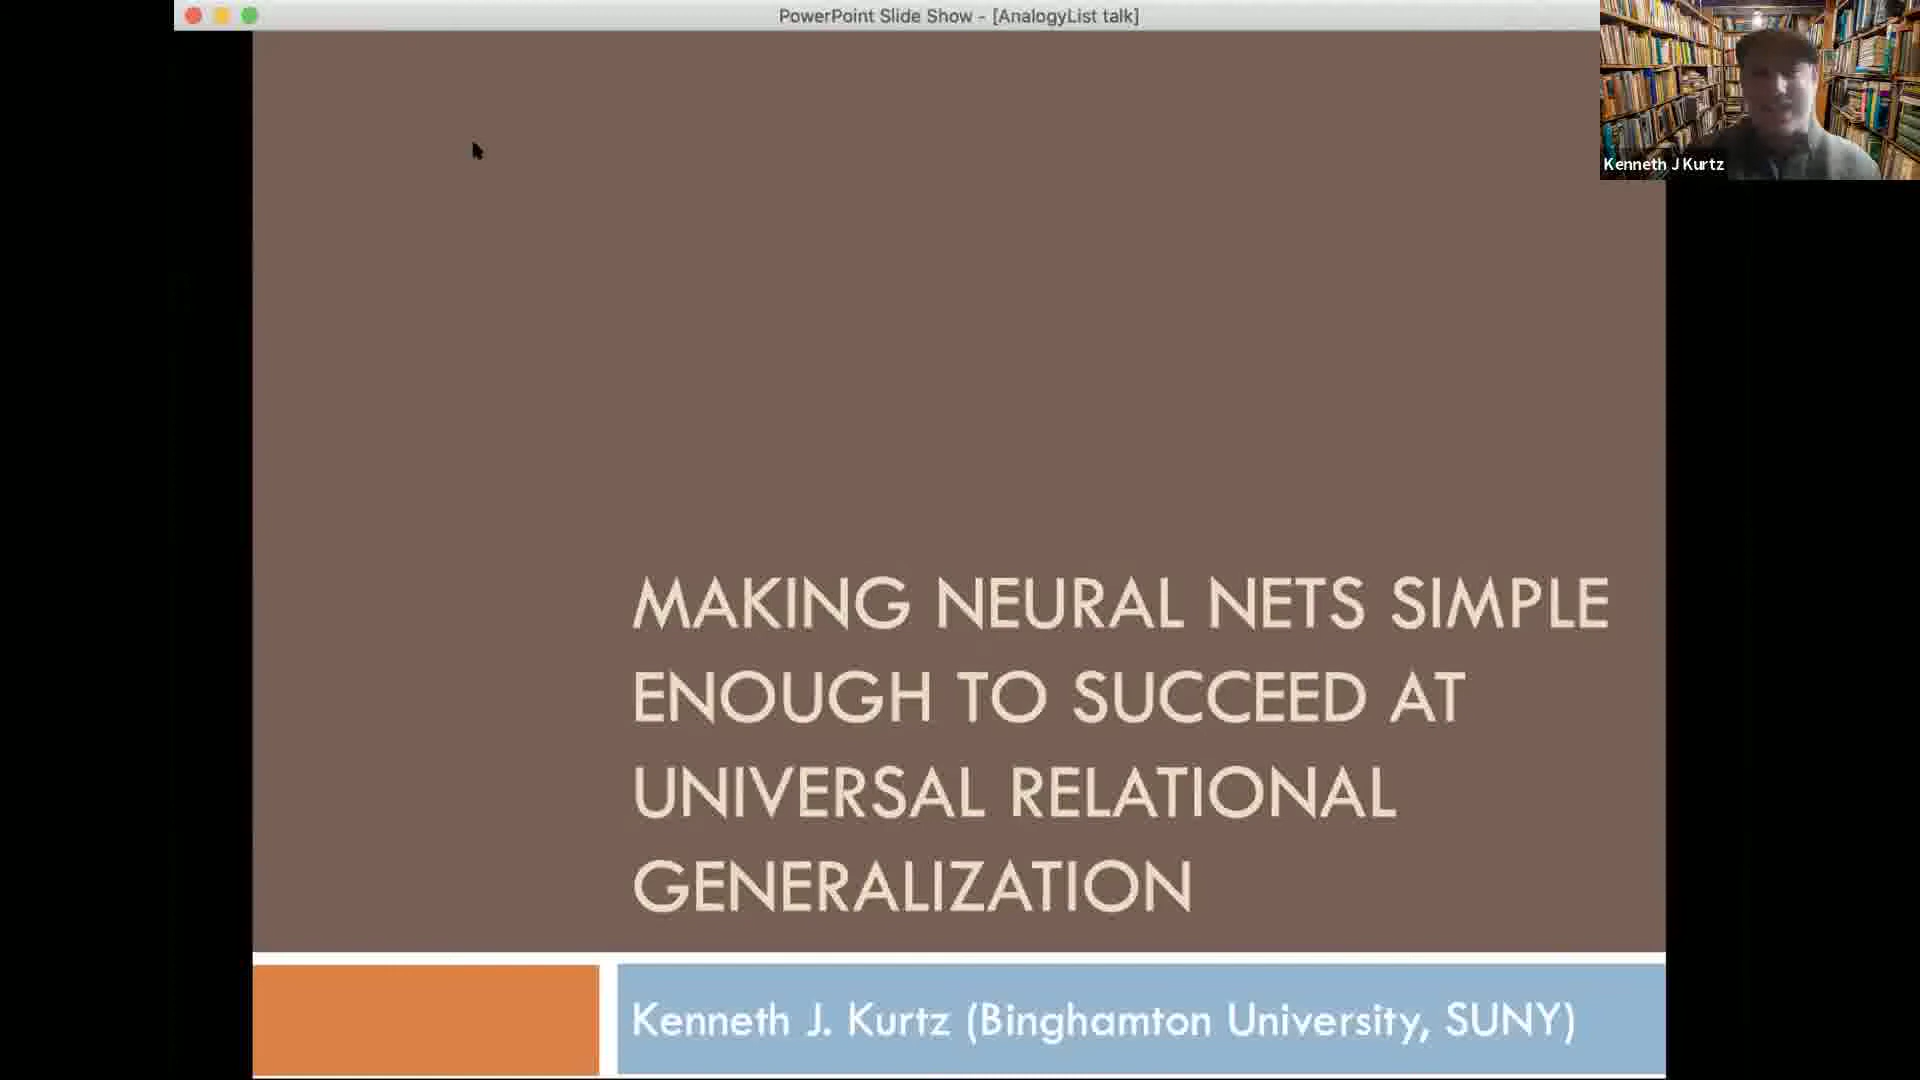 PowerPoint Slide Show - [AnalogyList talk]
Kenneth J Kurtz
MAKING NEURAL NETS SIMPLE
ENOUGH TO SUCCEED AT
UNIVERSAL RELATIONAL
GENERALIZATION
Kenneth J. Kurtz (Binghamton University, SUNY)